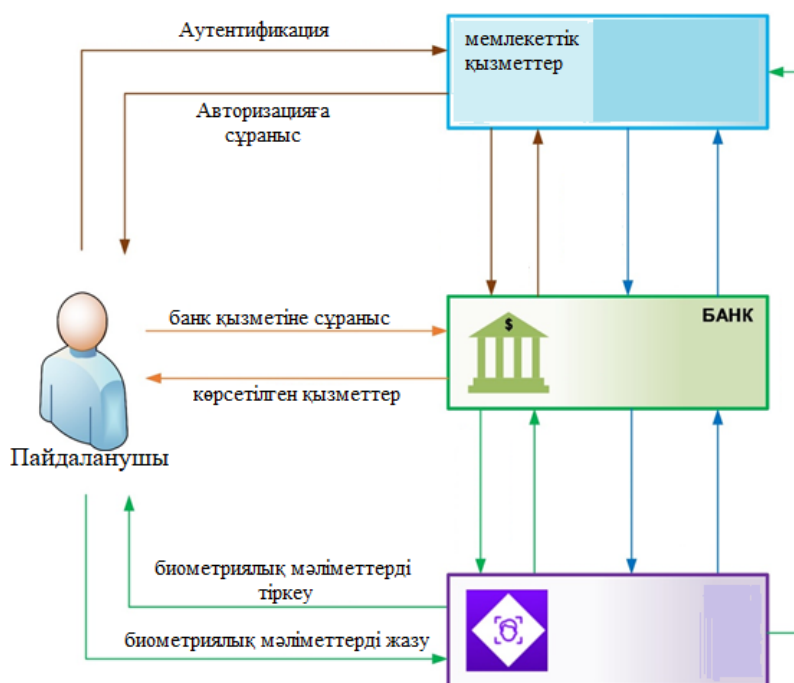 Аутентификация
мемлекеттік
қызметтер
Авторизацияға
сұраныс
банк қызметіне сұраныс
БАНК
$
көрсетілген қызметтер
Пайдаланушы
биометриялық мәліметтерді
тіркеу
биометриялық мәліметтерді жазу